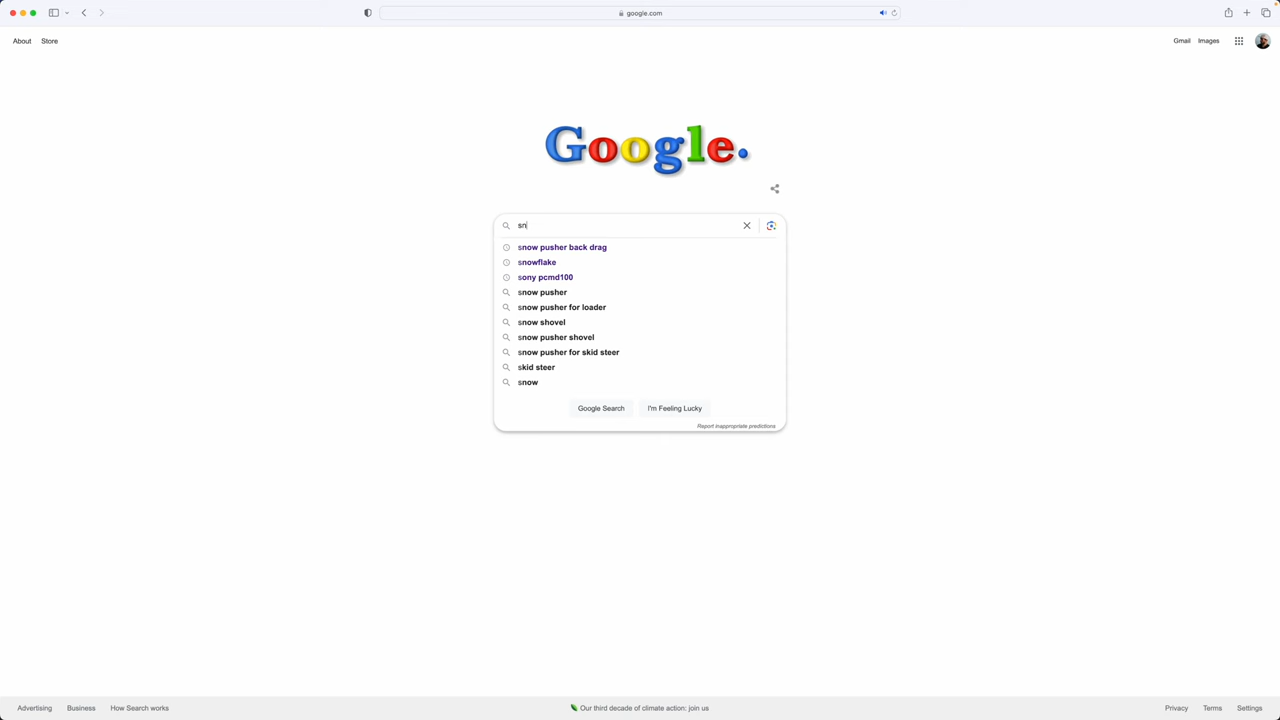 google.com
About Store
Gmail Images
Google
sn
snow pusher back drag
snowflake
sony pcmd100
snow pusher
snow pusher for loader
snow shovel
snow pusher shovel
snow pusher for skid steer
skid steer
snow
Google Search I'm Feeling Lucky
Report inappropriate predictions
Advertising Business How Search works Our third decade of climate action: join us Privacy Terms Settings